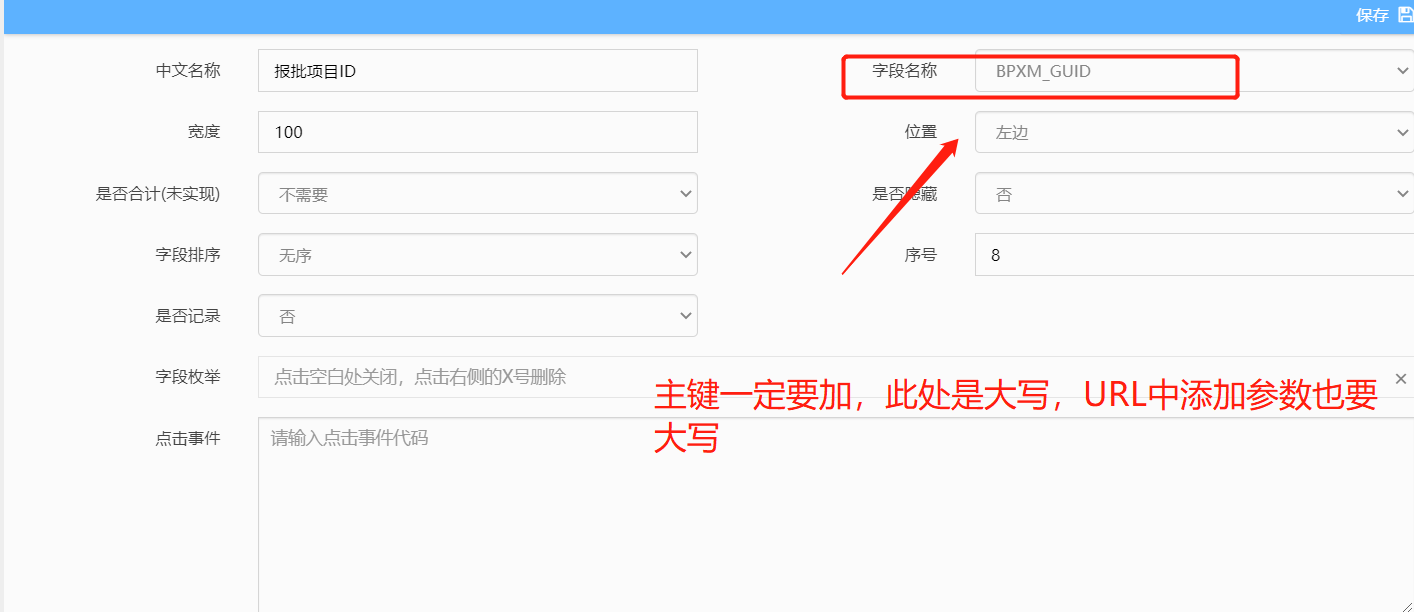 保存
中文名称 报批项目ID 字段名称 BPXM_GUID
宽度 100 位置 左边
是否合计(未实现) 不需要 是否隐藏 否
字段排序 无序 序号 8
是否记录 否
字段枚举 点击空白处关闭，点击右侧的X号删除
主键一定要加，此处是大写，URL中添加参数也要
大写
点击事件 请输入点击事件代码